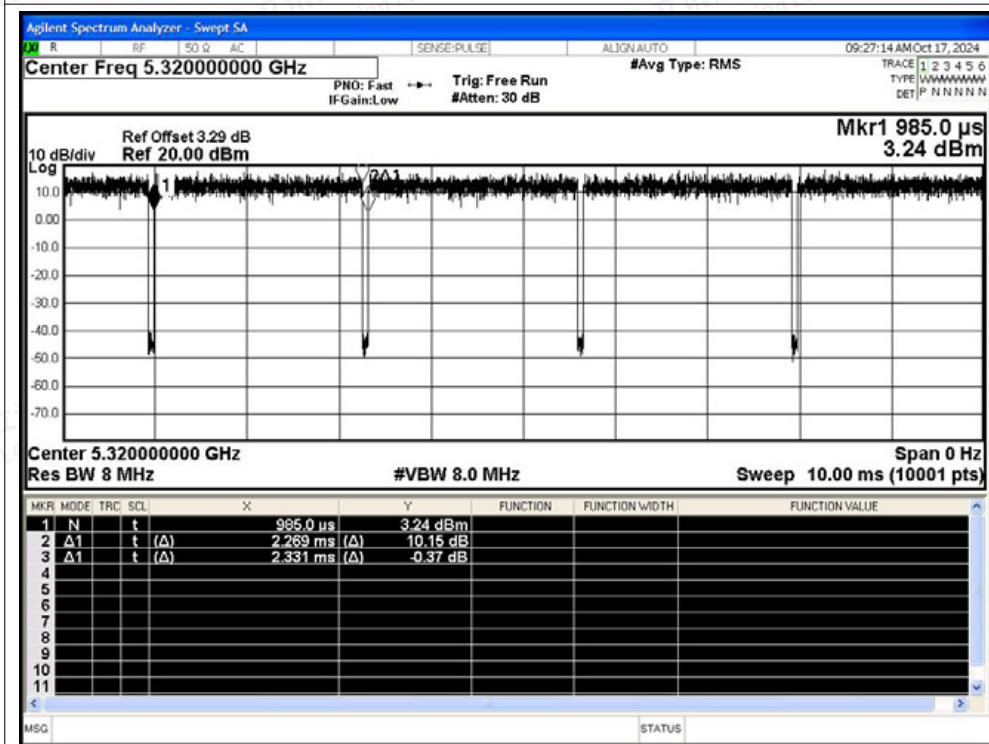 Agilent Spectrum Analyzer - Swept SA
LXI R RF 50 Ω AC SENSE:PULSE ALIGN AUTO 09:27:14 AM Oct 17, 2024
Center Freq 5.320000000 GHz #Avg Type: RMS TRACE 1 2 3 4 5 6
PNO: Fast Trig: Free Run TYPE WWWWWW
IFGain:Low #Atten: 30 dB DET P N N N N N
Mkr1 985.0 µs
Ref Offset 3.29 dB
10 dB/div Ref 20.00 dBm 3.24 dBm
Log
1 2Δ1
10.0
0.00
-10.0
-20.0
-30.0
-40.0
-50.0
-60.0
-70.0
Center 5.320000000 GHz Span 0 Hz
Res BW 8 MHz #VBW 8.0 MHz Sweep 10.00 ms (10001 pts)
MKR MODE TRC SCL X Y FUNCTION FUNCTION WIDTH FUNCTION VALUE
1 N t 985.0 µs 3.24 dBm
2 Δ1 t (Δ) 2.269 ms (Δ) 10.15 dB
3 Δ1 t (Δ) 2.331 ms (Δ) -0.37 dB
4
5
6
7
8
9
10
11
MSG STATUS